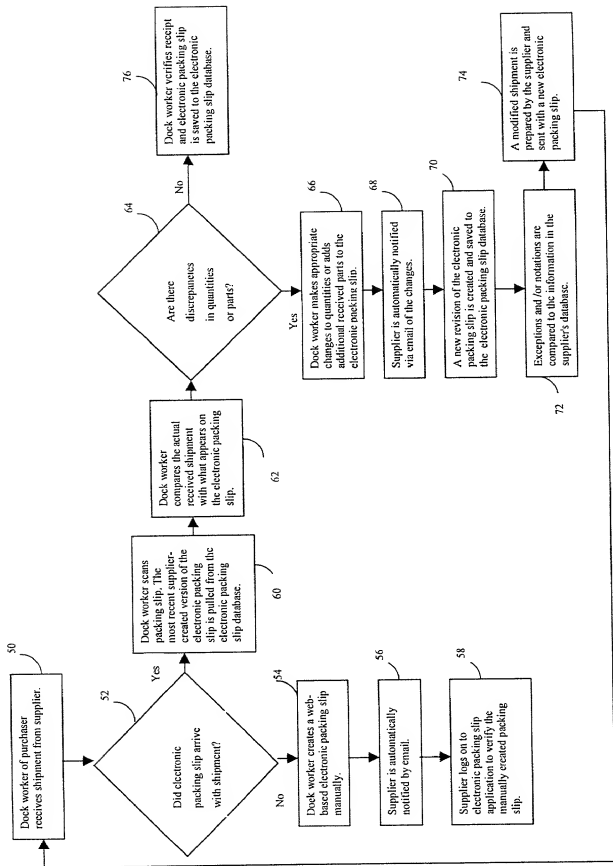 50
Dock worker of purchaser
receives shipment from supplier.
52
Did electronic
packing slip arrive
with shipment?
No
54
Dock worker creates a web-
based electronic packing slip
manually.
56
Supplier is automatically
notified by email.
58
Supplier logs on to
electronic packing slip
application to verify the
manually created packing
slip.
Yes
Dock worker scans
packing slip. The
most recent supplier-
created version of the
electronic packing
slip is pulled from the
electronic packing
slip database.
60
Dock worker
compares the actual
received shipment
with what appears on
the electronic packing
slip.
62
64
Are there
discrepancies
in quantities
or parts?
No
76
Dock worker verifies receipt
and electronic packing slip
is saved to the electronic
packing slip database.
Yes
66
Dock worker makes appropriate
changes to quantities or adds
additional received parts to the
electronic packing slip.
68
Supplier is automatically notified
via email of the changes.
70
A new revision of the electronic
packing slip is created and saved to
the electronic packing slip database.
Exceptions and/or notations are
compared to the information in the
supplier's database.
72
74
A modified shipment is
prepared by the supplier and
sent with a new electronic
packing slip.